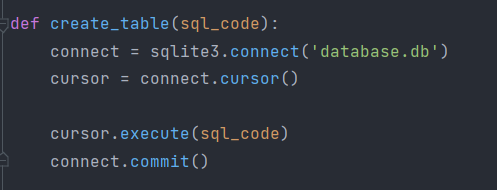 def create_table(sql_code):
    connect = sqlite3.connect('database.db')
    cursor = connect.cursor()

    cursor.execute(sql_code)
    connect.commit()